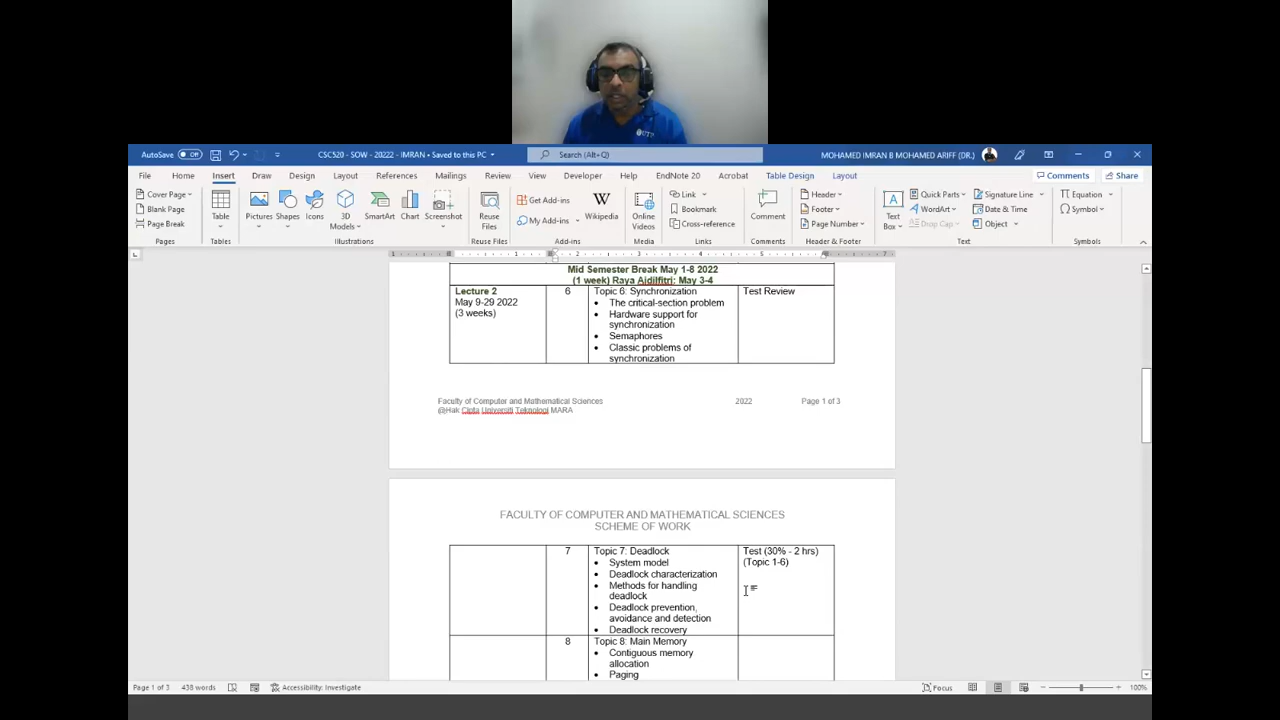 UiTM
AutoSave Off CSC520 - SOW - 20222 - IMRAN • Saved to this PC Search (Alt+Q) MOHAMED IMRAN B MOHAMED ARIFF (DR.)
File Home Insert Draw Design Layout References Mailings Review View Developer Help EndNote 20 Acrobat Table Design Layout Comments Share
Cover Page
Blank Page
Page Break
Pages
Table
Tables
Pictures Shapes Icons 3D Models SmartArt Chart Screenshot
Illustrations
Reuse Files
Reuse Files
Get Add-ins
My Add-ins
Wikipedia
Add-ins
Online Videos
Media
Link
Bookmark
Cross-reference
Links
Comment
Comments
Header
Footer
Page Number
Header & Footer
Text Box
Quick Parts
WordArt
Drop Cap
Signature Line
Date & Time
Object
Text
Equation
Symbol
Symbols
1 1 2 3 4 5 7
Mid Semester Break May 1-8 2022
(1 week) Raya Aidilfitri: May 3-4
Lecture 2 6 Topic 6: Synchronization Test Review
May 9-29 2022 • The critical-section problem
(3 weeks) • Hardware support for
synchronization
• Semaphores
• Classic problems of
synchronization
Faculty of Computer and Mathematical Sciences 2022 Page 1 of 3
@Hak Cipta Universiti Teknologi MARA
FACULTY OF COMPUTER AND MATHEMATICAL SCIENCES
SCHEME OF WORK
7 Topic 7: Deadlock Test (30% - 2 hrs)
• System model (Topic 1-6)
• Deadlock characterization
• Methods for handling
deadlock
• Deadlock prevention,
avoidance and detection
• Deadlock recovery
8 Topic 8: Main Memory
• Contiguous memory
allocation
• Paging
Page 1 of 3 438 words Accessibility: Investigate Focus 100%